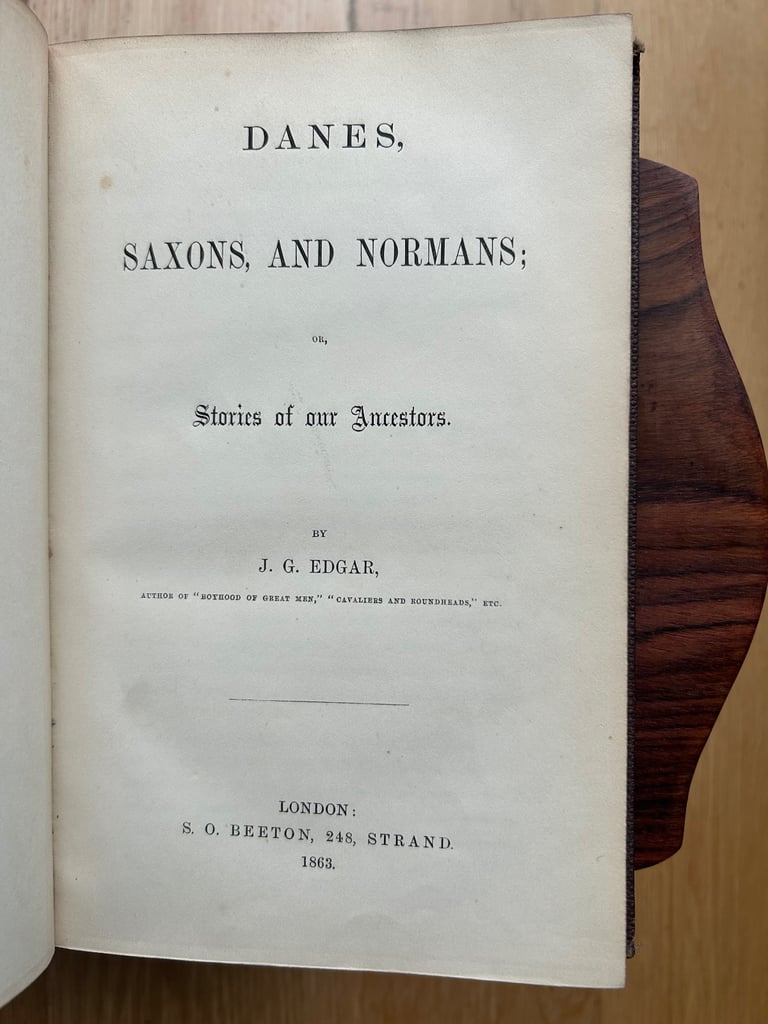 DANES,
SAXONS, AND NORMANS;
OR,
Stories of our Ancestors.
BY
J. G. EDGAR,
AUTHOR OF "BOYHOOD OF GREAT MEN," "CAVALIERS AND ROUNDHEADS," ETC.
LONDON:
S. O. BEETON, 248, STRAND.
1863.